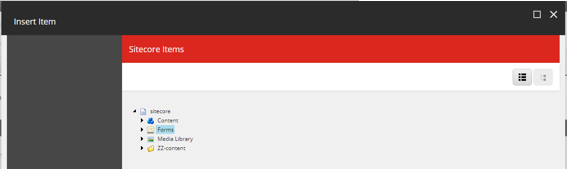 Insert Item
Sitecore Items
sitecore
Content
Forms
Media Library
ZZ-content